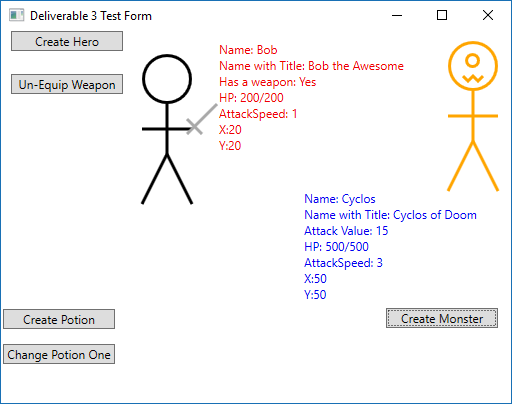 Deliverable 3 Test Form
Create Hero
Un-Equip Weapon
Name: Bob
Name with Title: Bob the Awesome
Has a weapon: Yes
HP: 200/200
AttackSpeed: 1
X:20
Y:20
Name: Cyclos
Name with Title: Cyclos of Doom
Attack Value: 15
HP: 500/500
AttackSpeed: 3
X:50
Y:50
Create Potion
Create Monster
Change Potion One